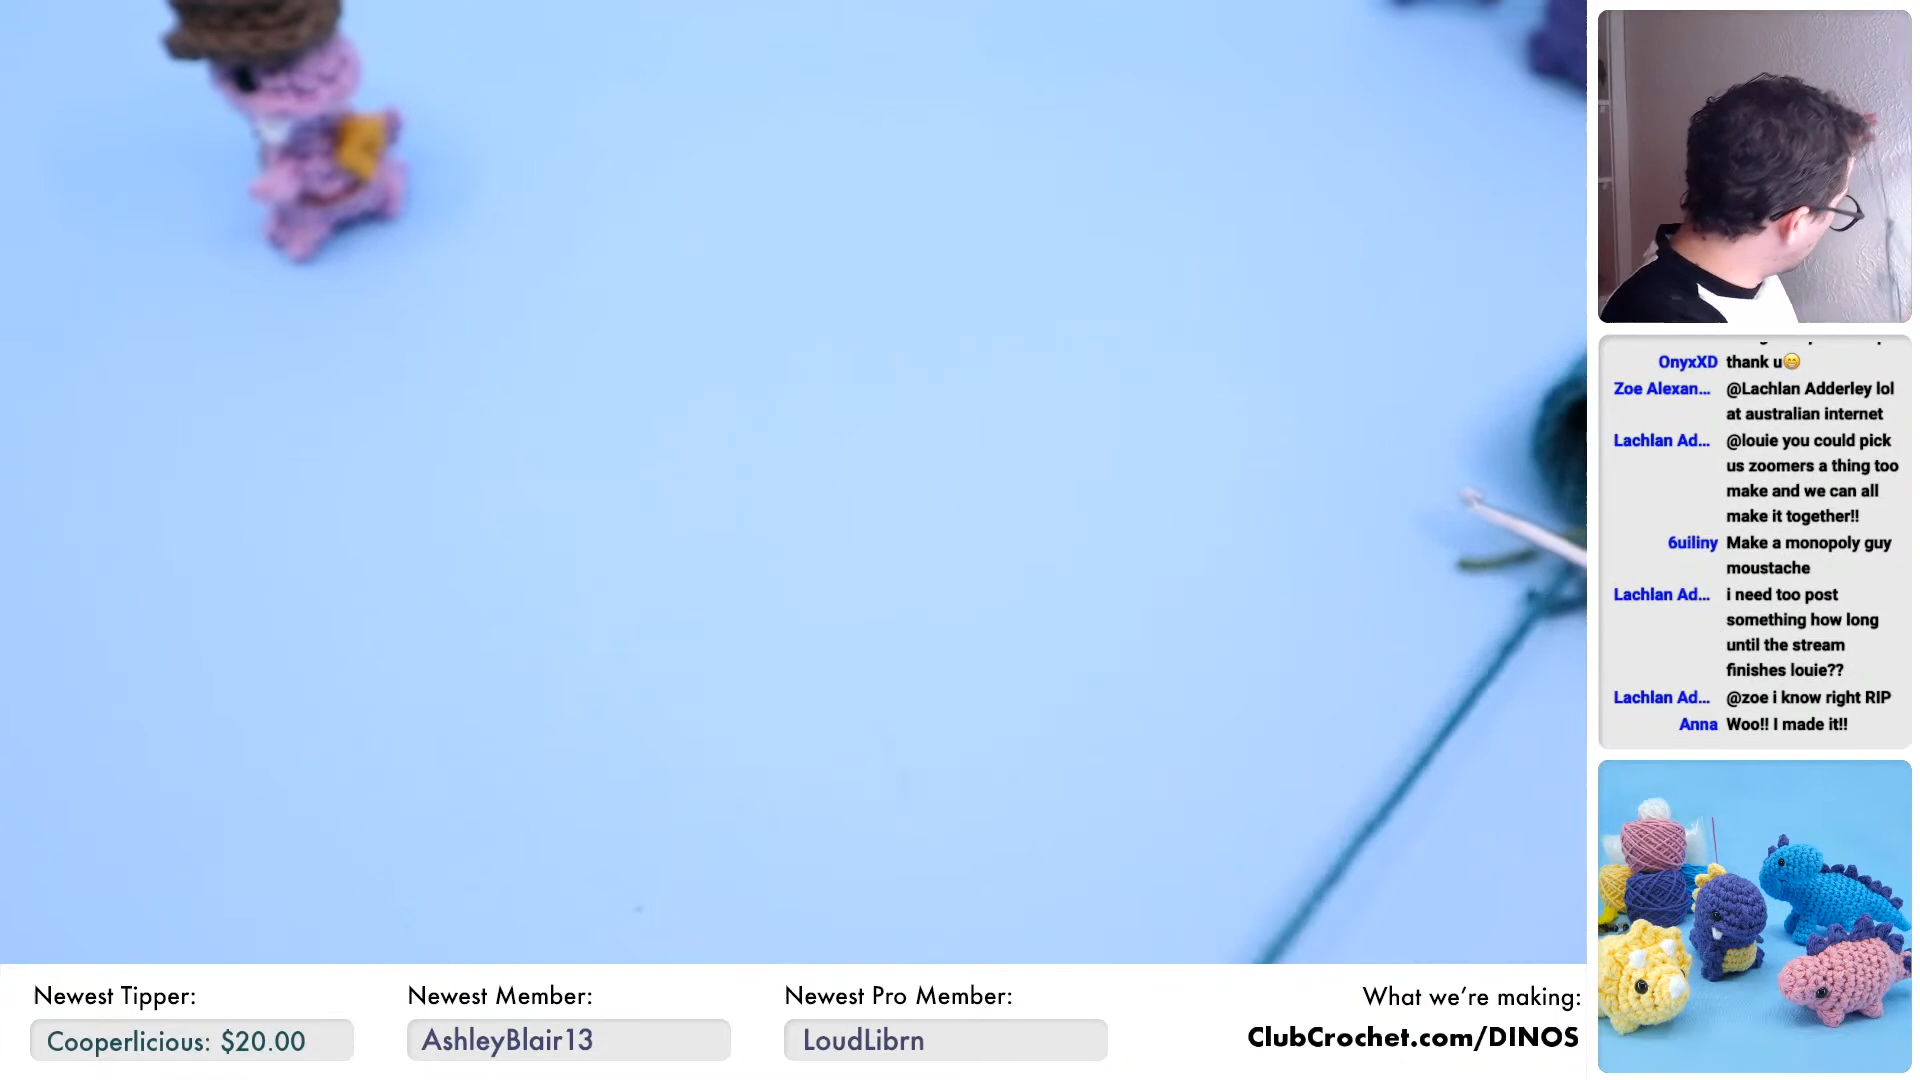 OnyxXD thank u😁
Zoe Alexan... @Lachlan Adderley lol
at australian internet
Lachlan Ad... @louie you could pick
us zoomers a thing too
make and we can all
make it together!!
6uiliny Make a monopoly guy
moustache
Lachlan Ad... i need too post
something how long
until the stream
finishes louie??
Lachlan Ad... @zoe i know right RIP
Anna Woo!! I made it!!
Newest Tipper:
Cooperlicious: $20.00
Newest Member:
AshleyBlair13
Newest Pro Member:
LoudLibrn
What we're making:
ClubCrochet.com/DINOS